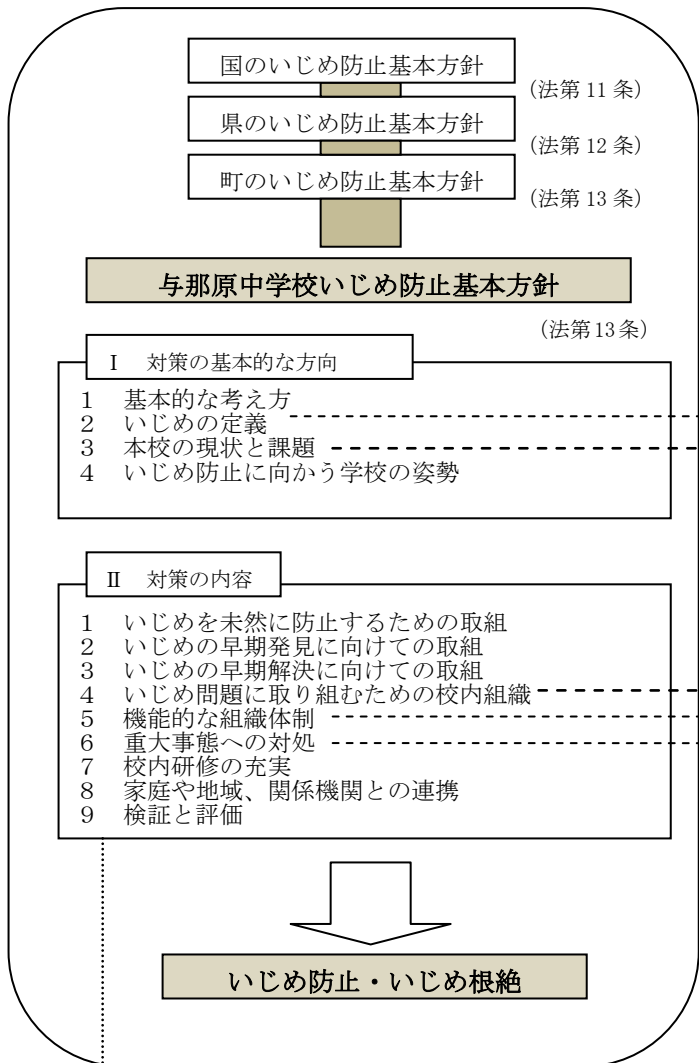 国のいじめ防止基本方針
(法第 11 条)
県のいじめ防止基本方針
(法第 12 条)
町のいじめ防止基本方針
(法第 13 条)
与那原中学校いじめ防止基本方針
(法第13条)
Ⅰ 対策の基本的な方向
1 基本的な考え方
2 いじめの定義
3 本校の現状と課題
4 いじめ防止に向かう学校の姿勢
Ⅱ 対策の内容
1 いじめを未然に防止するための取組
2 いじめの早期発見に向けての取組
3 いじめの早期解決に向けての取組
4 いじめ問題に取り組むための校内組織
5 機能的な組織体制
6 重大事態への対処
7 校内研修の充実
8 家庭や地域、関係機関との連携
9 検証と評価
いじめ防止・いじめ根絶